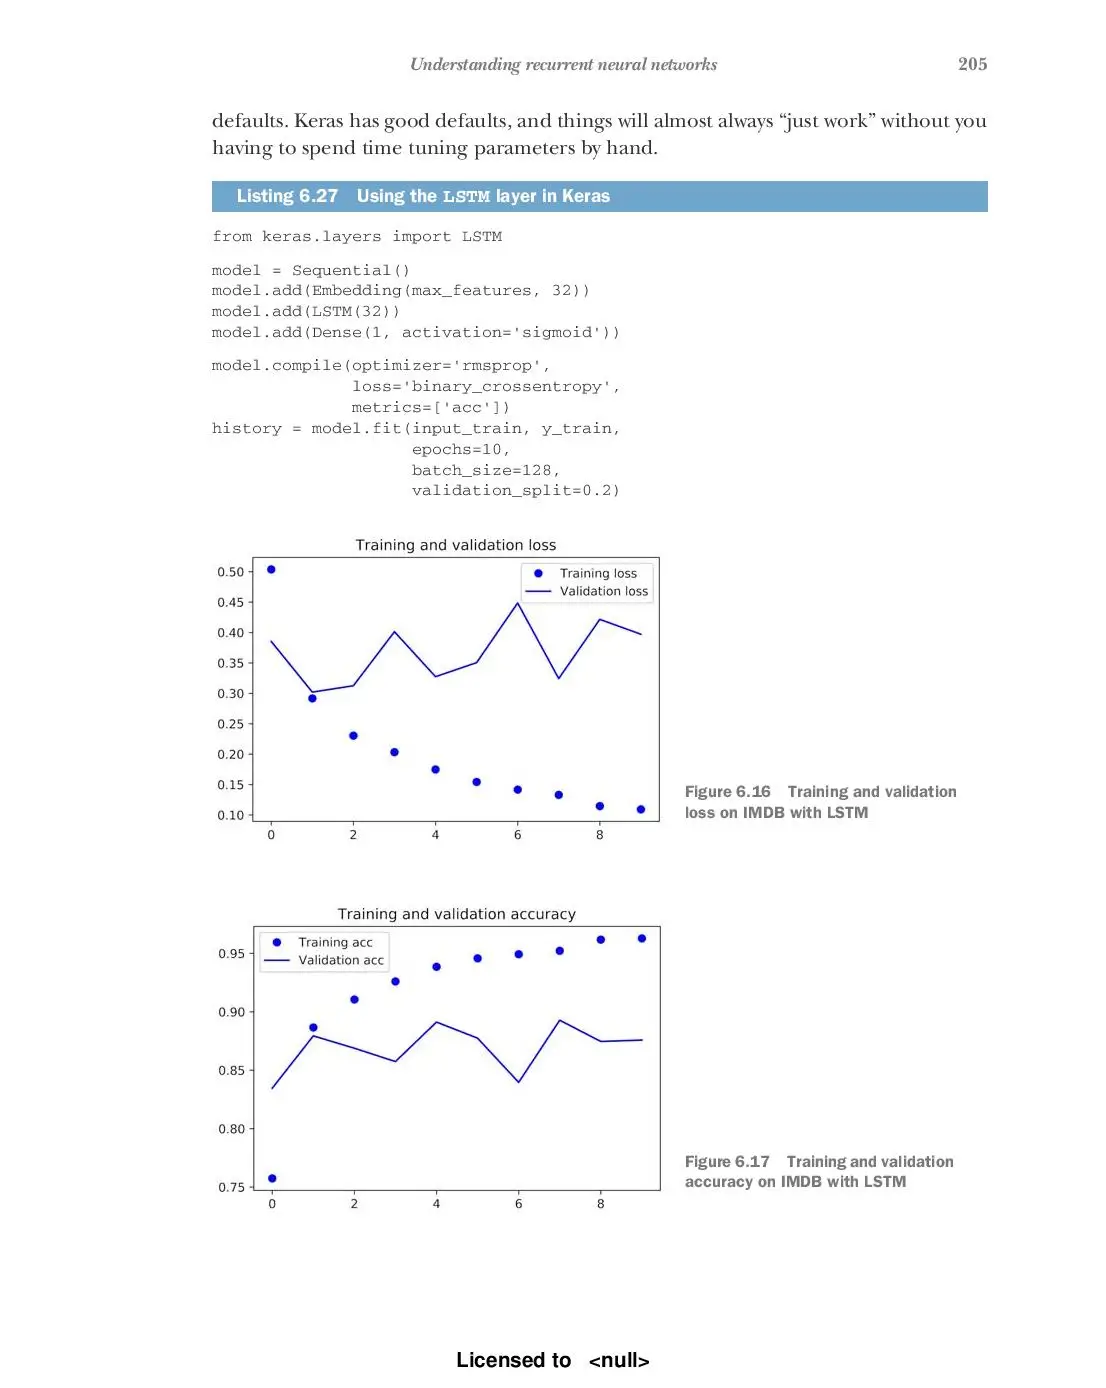 Understanding recurrent neural networks 205
defaults. Keras has good defaults, and things will almost always “just work” without you
having to spend time tuning parameters by hand.
Listing 6.27 Using the LSTM layer in Keras
from keras.layers import LSTM
model = Sequential()
model.add(Embedding(max_features, 32))
model.add(LSTM(32))
model.add(Dense(1, activation='sigmoid'))
model.compile(optimizer='rmsprop',
              loss='binary_crossentropy',
              metrics=['acc'])
history = model.fit(input_train, y_train,
                    epochs=10,
                    batch_size=128,
                    validation_split=0.2)
Training and validation loss
Training loss
Validation loss
0.50
0.45
0.40
0.35
0.30
0.25
0.20
0.15
0.10
0 2 4 6 8
Figure 6.16 Training and validation
loss on IMDB with LSTM
Training and validation accuracy
Training acc
Validation acc
0.95
0.90
0.85
0.80
0.75
0 2 4 6 8
Figure 6.17 Training and validation
accuracy on IMDB with LSTM
Licensed to <null>